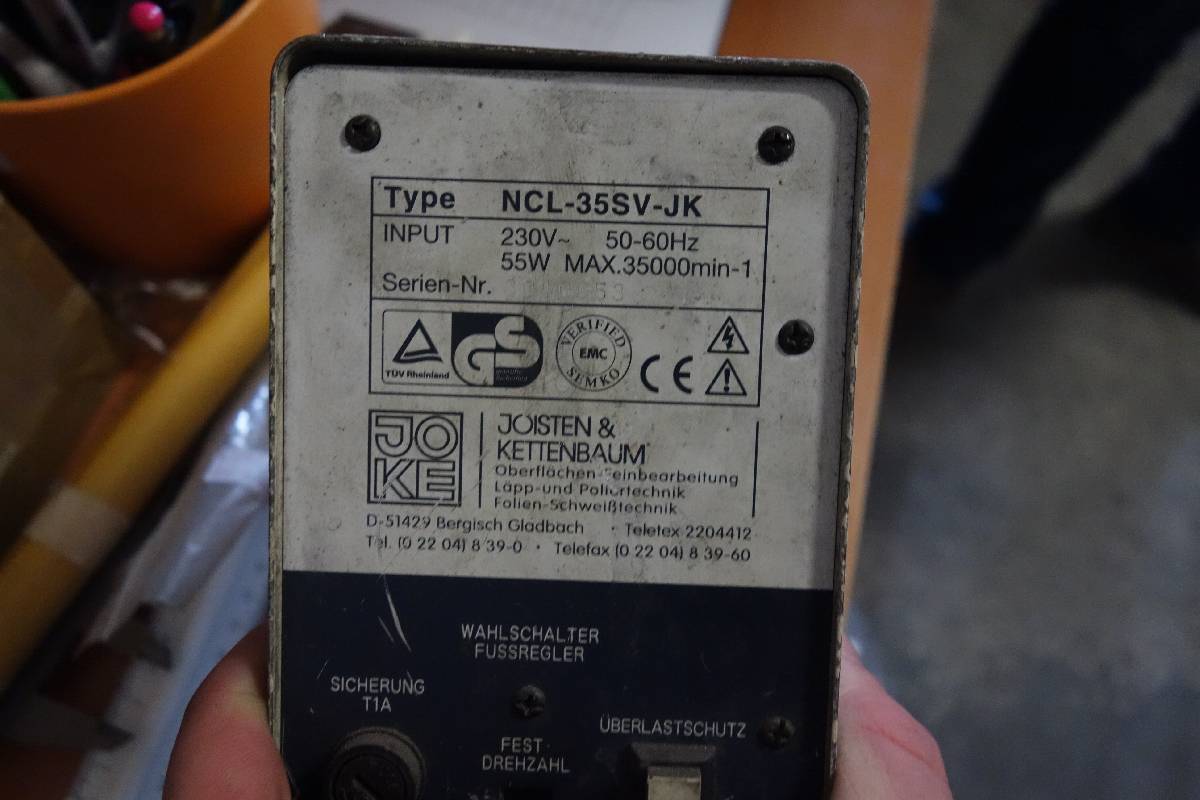 Type NCL-35SV-JK
INPUT 230V~ 50-60Hz
55W MAX.35000min-1
Serien-Nr.
TÜV Rheinland
GS
geprüfte
Sicherheit
VERIFIED
EMC
SEMKO
CE
JO
KE
JOISTEN &
KETTENBAUM
Oberflächen-Feinbearbeitung
Läpp-und Poliertechnik
Folien-Schweißtechnik
D-51429 Bergisch Gladbach · Teletex 2204412
Tel. (0 22 04) 8 39-0 · Telefax (0 22 04) 8 39-60
WAHLSCHALTER
FUSSREGLER
SICHERUNG
T1A
ÜBERLASTSCHUTZ
FEST-
DREHZAHL